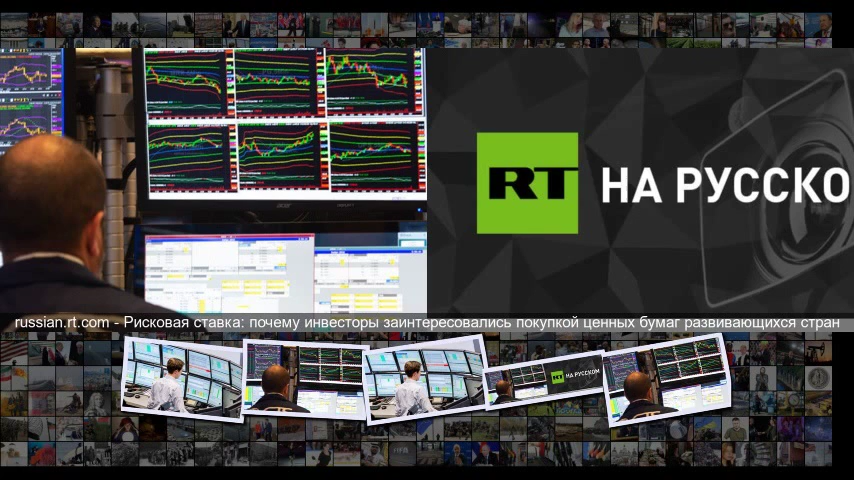 RT НА РУССКО
russian.rt.com - Рисковая ставка: почему инвесторы заинтересовались покупкой ценных бумаг развивающихся стран
RT НА РУССКОМ